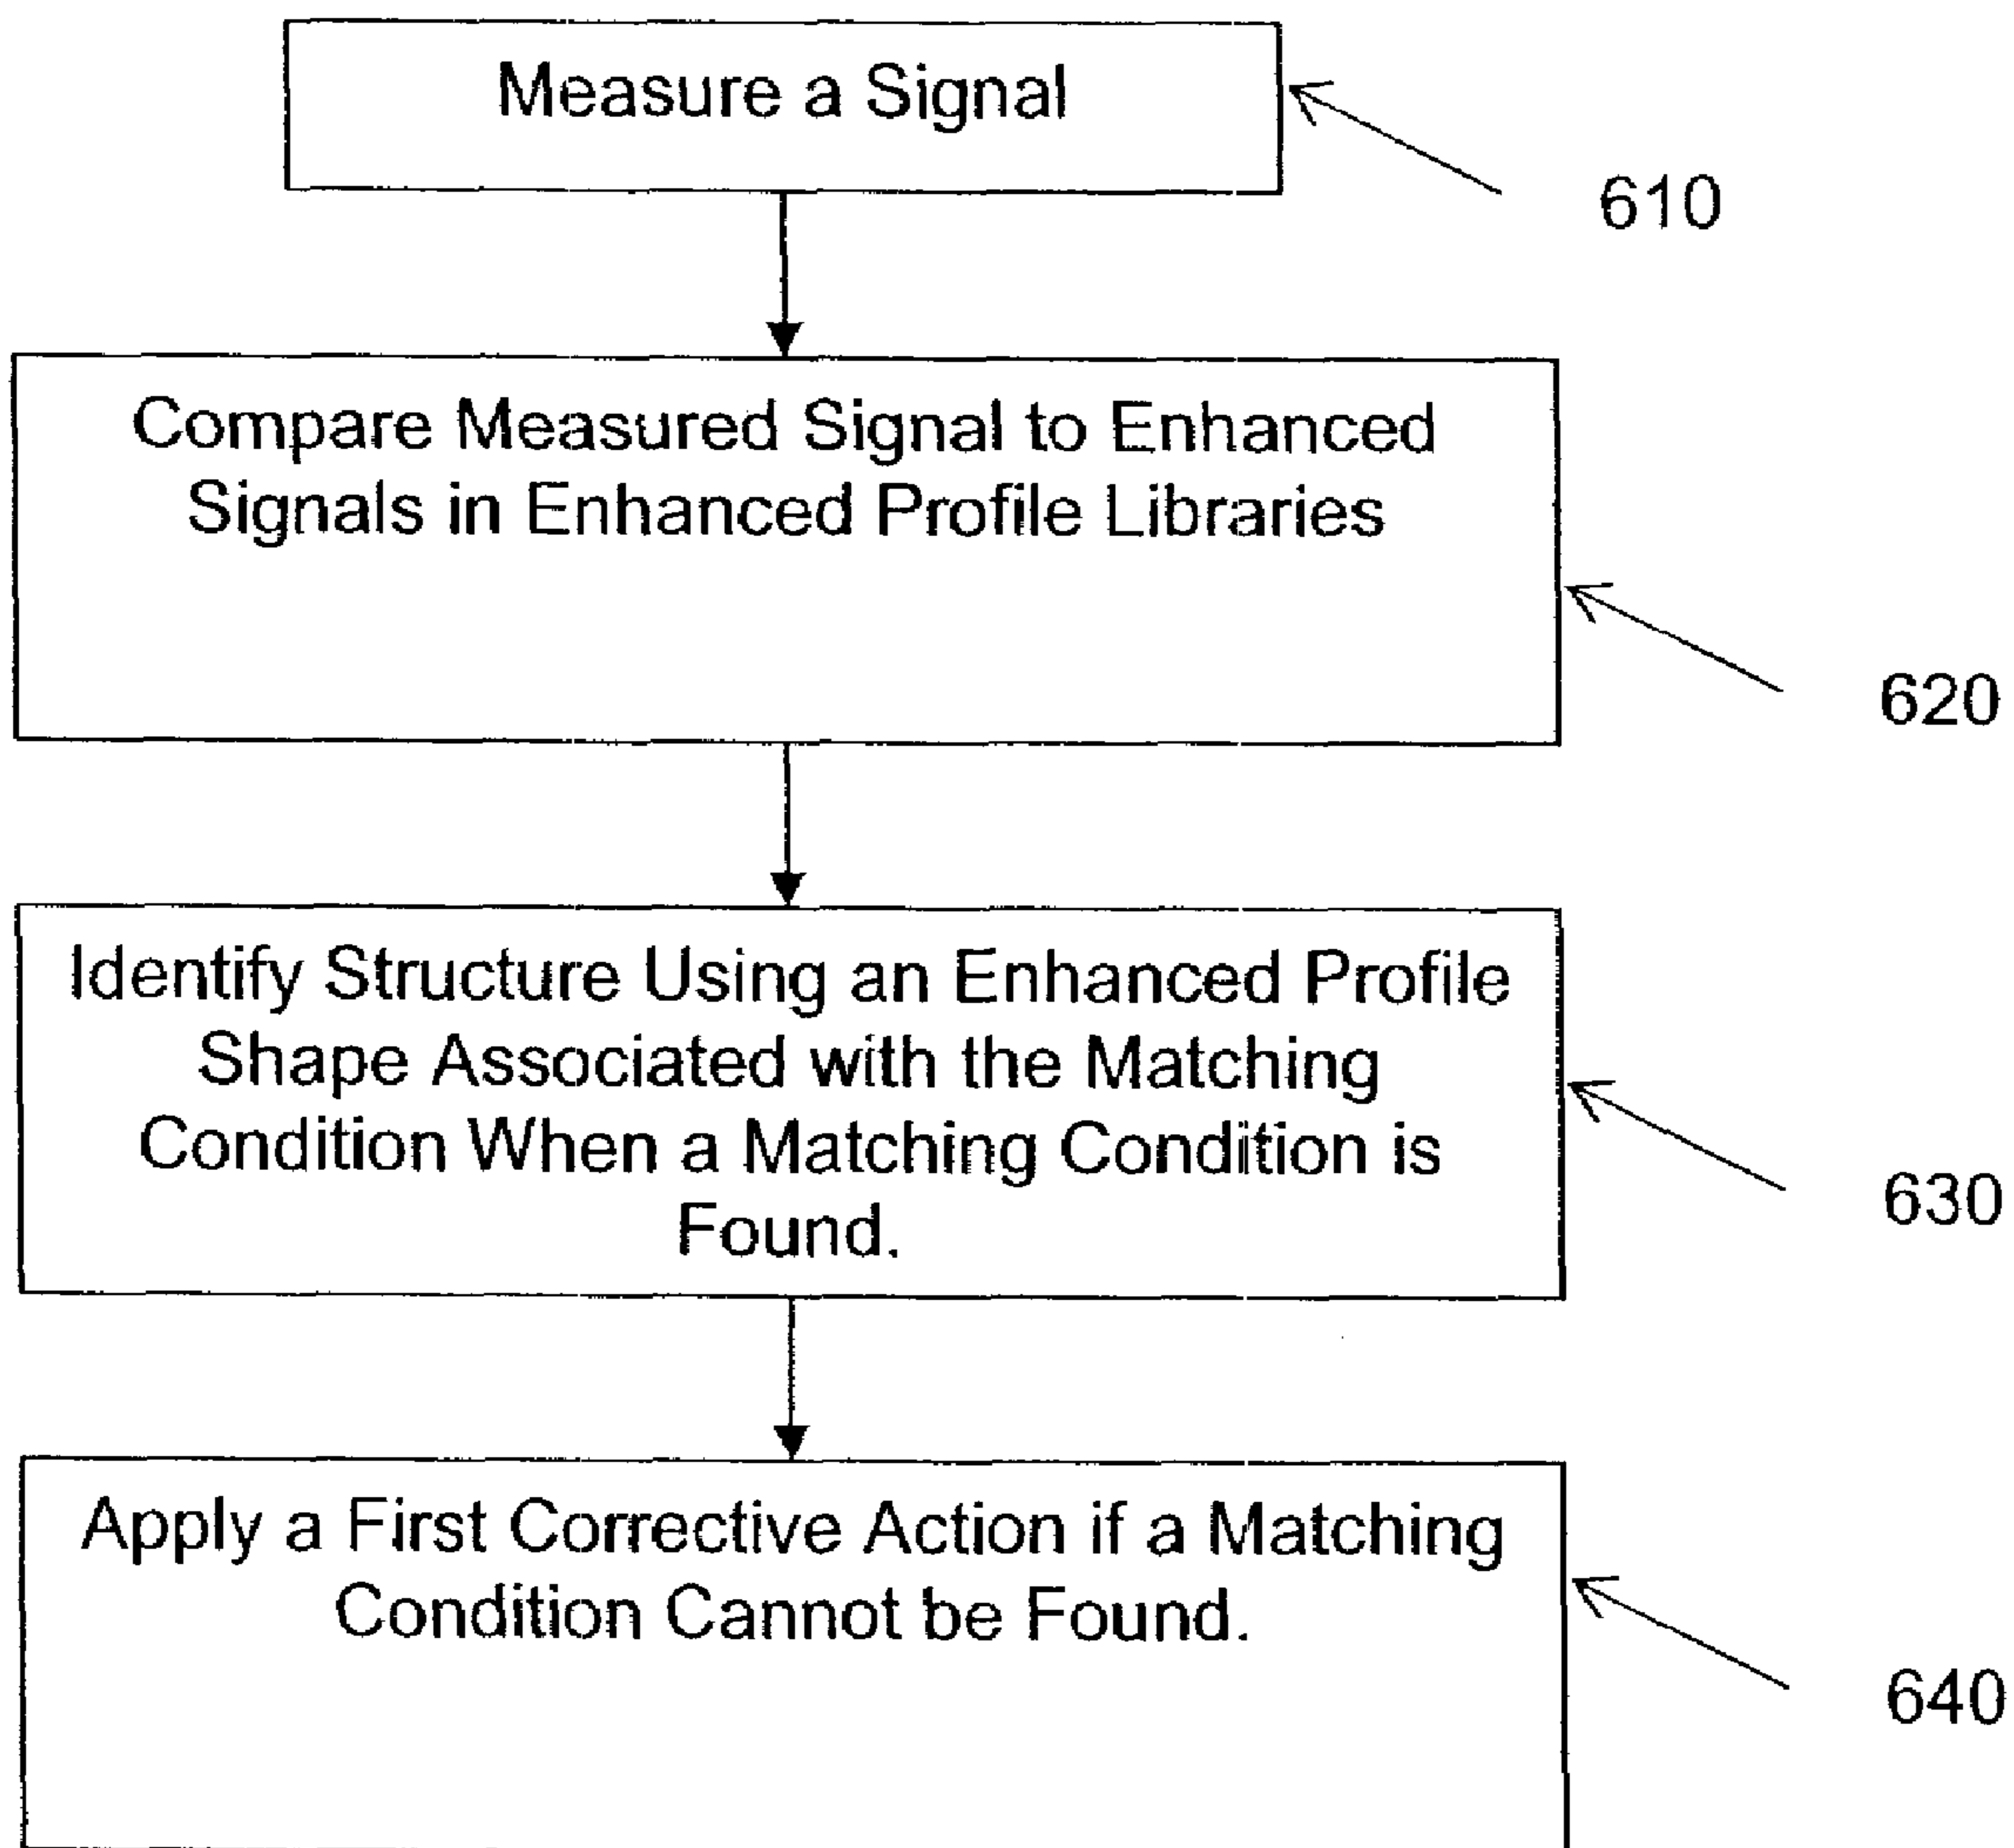 Measure a Signal
610
Compare Measured Signal to Enhanced
Signals in Enhanced Profile Libraries
620
Identify Structure Using an Enhanced Profile
Shape Associated with the Matching
Condition When a Matching Condition is
Found.
630
Apply a First Corrective Action if a Matching
Condition Cannot be Found.
640